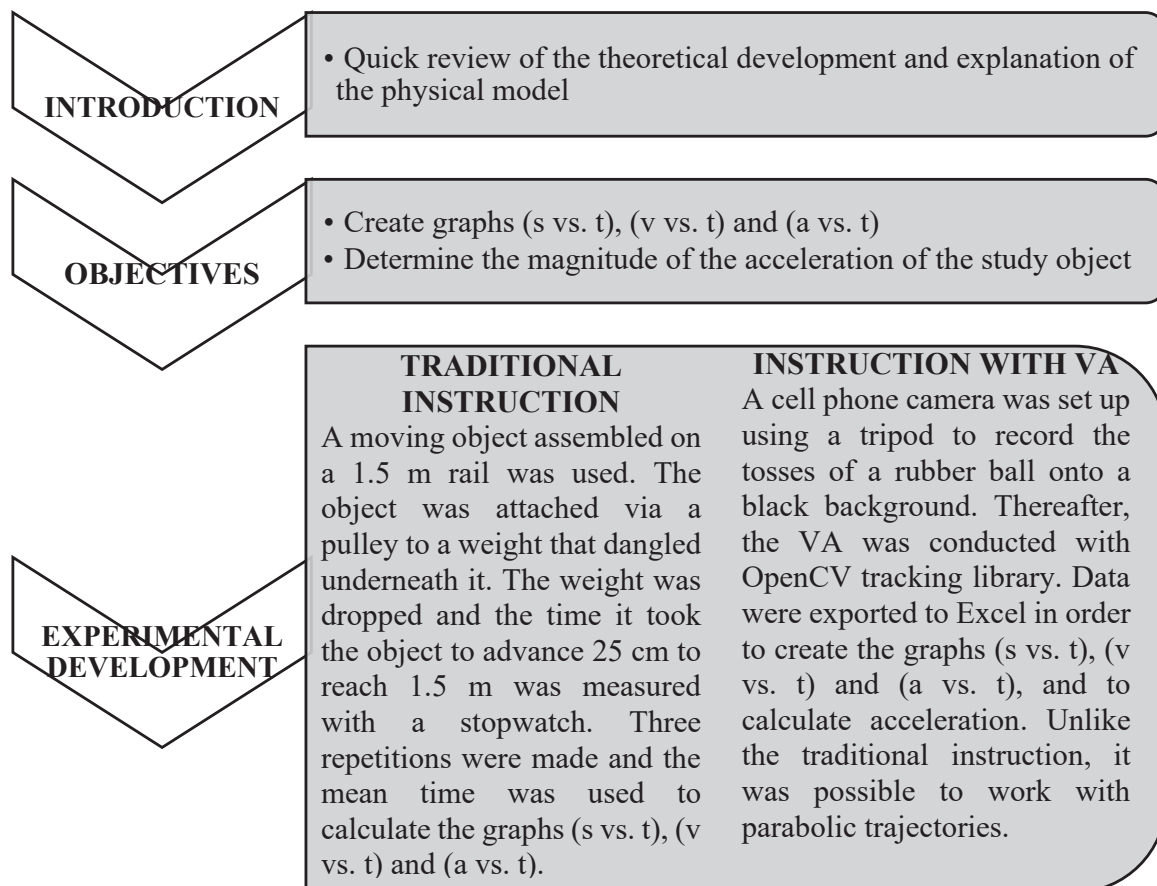 INTRODUCTION
• Quick review of the theoretical development and explanation of
the physical model
OBJECTIVES
• Create graphs (s vs. t), (v vs. t) and (a vs. t)
• Determine the magnitude of the acceleration of the study object
EXPERIMENTAL
DEVELOPMENT
TRADITIONAL
INSTRUCTION
A moving object assembled on
a 1.5 m rail was used. The
object was attached via a
pulley to a weight that dangled
underneath it. The weight was
dropped and the time it took
the object to advance 25 cm to
reach 1.5 m was measured
with a stopwatch. Three
repetitions were made and the
mean time was used to
calculate the graphs (s vs. t), (v
vs. t) and (a vs. t).
INSTRUCTION WITH VA
A cell phone camera was set up
using a tripod to record the
tosses of a rubber ball onto a
black background. Thereafter,
the VA was conducted with
OpenCV tracking library. Data
were exported to Excel in order
to create the graphs (s vs. t), (v
vs. t) and (a vs. t), and to
calculate acceleration. Unlike
the traditional instruction, it
was possible to work with
parabolic trajectories.